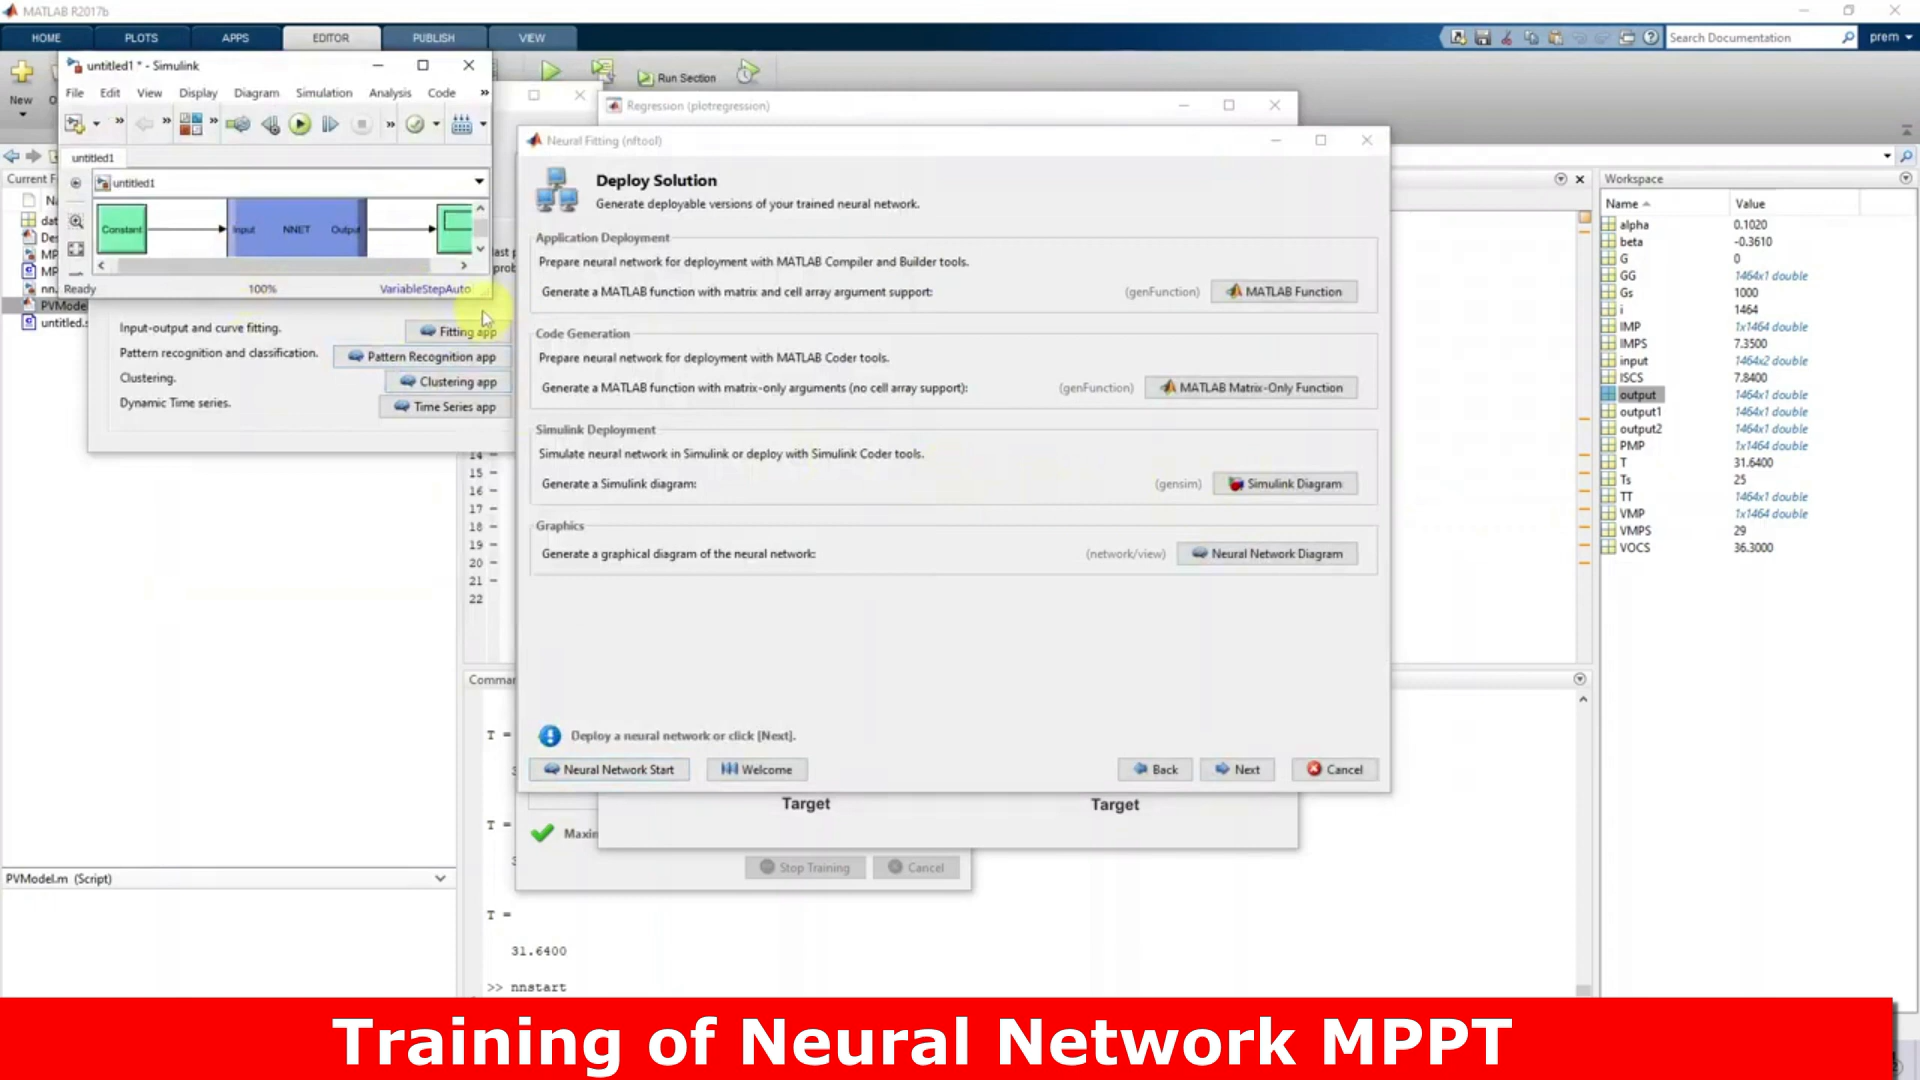 MATLAB R2017b
HOME PLOTS APPS EDITOR PUBLISH VIEW
Search Documentation
prem
New
Run Section
untitled1 * - Simulink
File Edit View Display Diagram Simulation Analysis Code
untitled1
untitled1
Constant
Input NNET Output
Ready 100% VariableStepAuto
Input-output and curve fitting.
Fitting app
Pattern recognition and classification.
Pattern Recognition app
Clustering.
Clustering app
Dynamic Time series.
Time Series app
Regression (plotregression)
Neural Fitting (nftool)
Deploy Solution
Generate deployable versions of your trained neural network.
Application Deployment
Prepare neural network for deployment with MATLAB Compiler and Builder tools.
Generate a MATLAB function with matrix and cell array argument support: (genFunction) MATLAB Function
Code Generation
Prepare neural network for deployment with MATLAB Coder tools.
Generate a MATLAB function with matrix-only arguments (no cell array support): (genFunction) MATLAB Matrix-Only Function
Simulink Deployment
Simulate neural network in Simulink or deploy with Simulink Coder tools.
Generate a Simulink diagram: (gensim) Simulink Diagram
Graphics
Generate a graphical diagram of the neural network: (network/view) Neural Network Diagram
Deploy a neural network or click [Next].
Neural Network Start Welcome Back Next Cancel
Target Target
Stop Training Cancel
14 -
15 -
16 -
17 -
18 -
19 -
20 -
21 -
22
T =
T =
T =
31.6400
>> nnstart
PVModel.m (Script)
Workspace
Name Value
alpha 0.1020
beta -0.3610
G 0
GG 1464x1 double
Gs 1000
i 1464
IMP 1x1464 double
IMPS 7.3500
input 1464x2 double
ISCS 7.8400
output 1464x1 double
output1 1464x1 double
output2 1464x1 double
PMP 1x1464 double
T 31.6400
Ts 25
TT 1464x1 double
VMP 1x1464 double
VMPS 29
VOCS 36.3000
Training of Neural Network MPPT